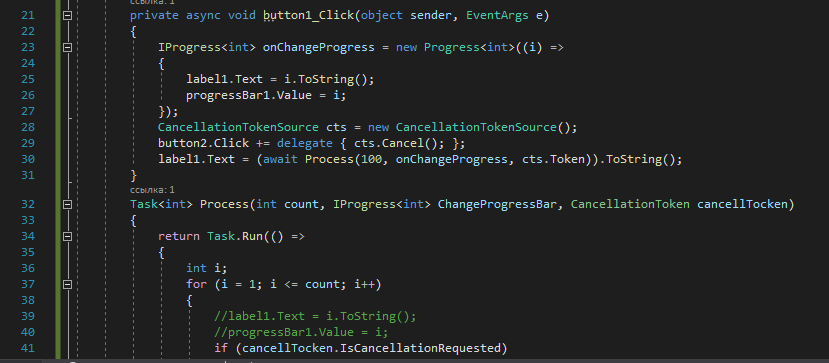 ссылка: 1
21 private async void button1_Click(object sender, EventArgs e)
22 {
23 IProgress<int> onChangeProgress = new Progress<int>((i) =>
24 {
25 label1.Text = i.ToString();
26 progressBar1.Value = i;
27 });
28 CancellationTokenSource cts = new CancellationTokenSource();
29 button2.Click += delegate { cts.Cancel(); };
30 label1.Text = (await Process(100, onChangeProgress, cts.Token)).ToString();
31 }
ссылка: 1
32 Task<int> Process(int count, IProgress<int> ChangeProgressBar, CancellationToken cancellTocken)
33 {
34 return Task.Run(() =>
35 {
36 int i;
37 for (i = 1; i <= count; i++)
38 {
39 //label1.Text = i.ToString();
40 //progressBar1.Value = i;
41 if (cancellTocken.IsCancellationRequested)